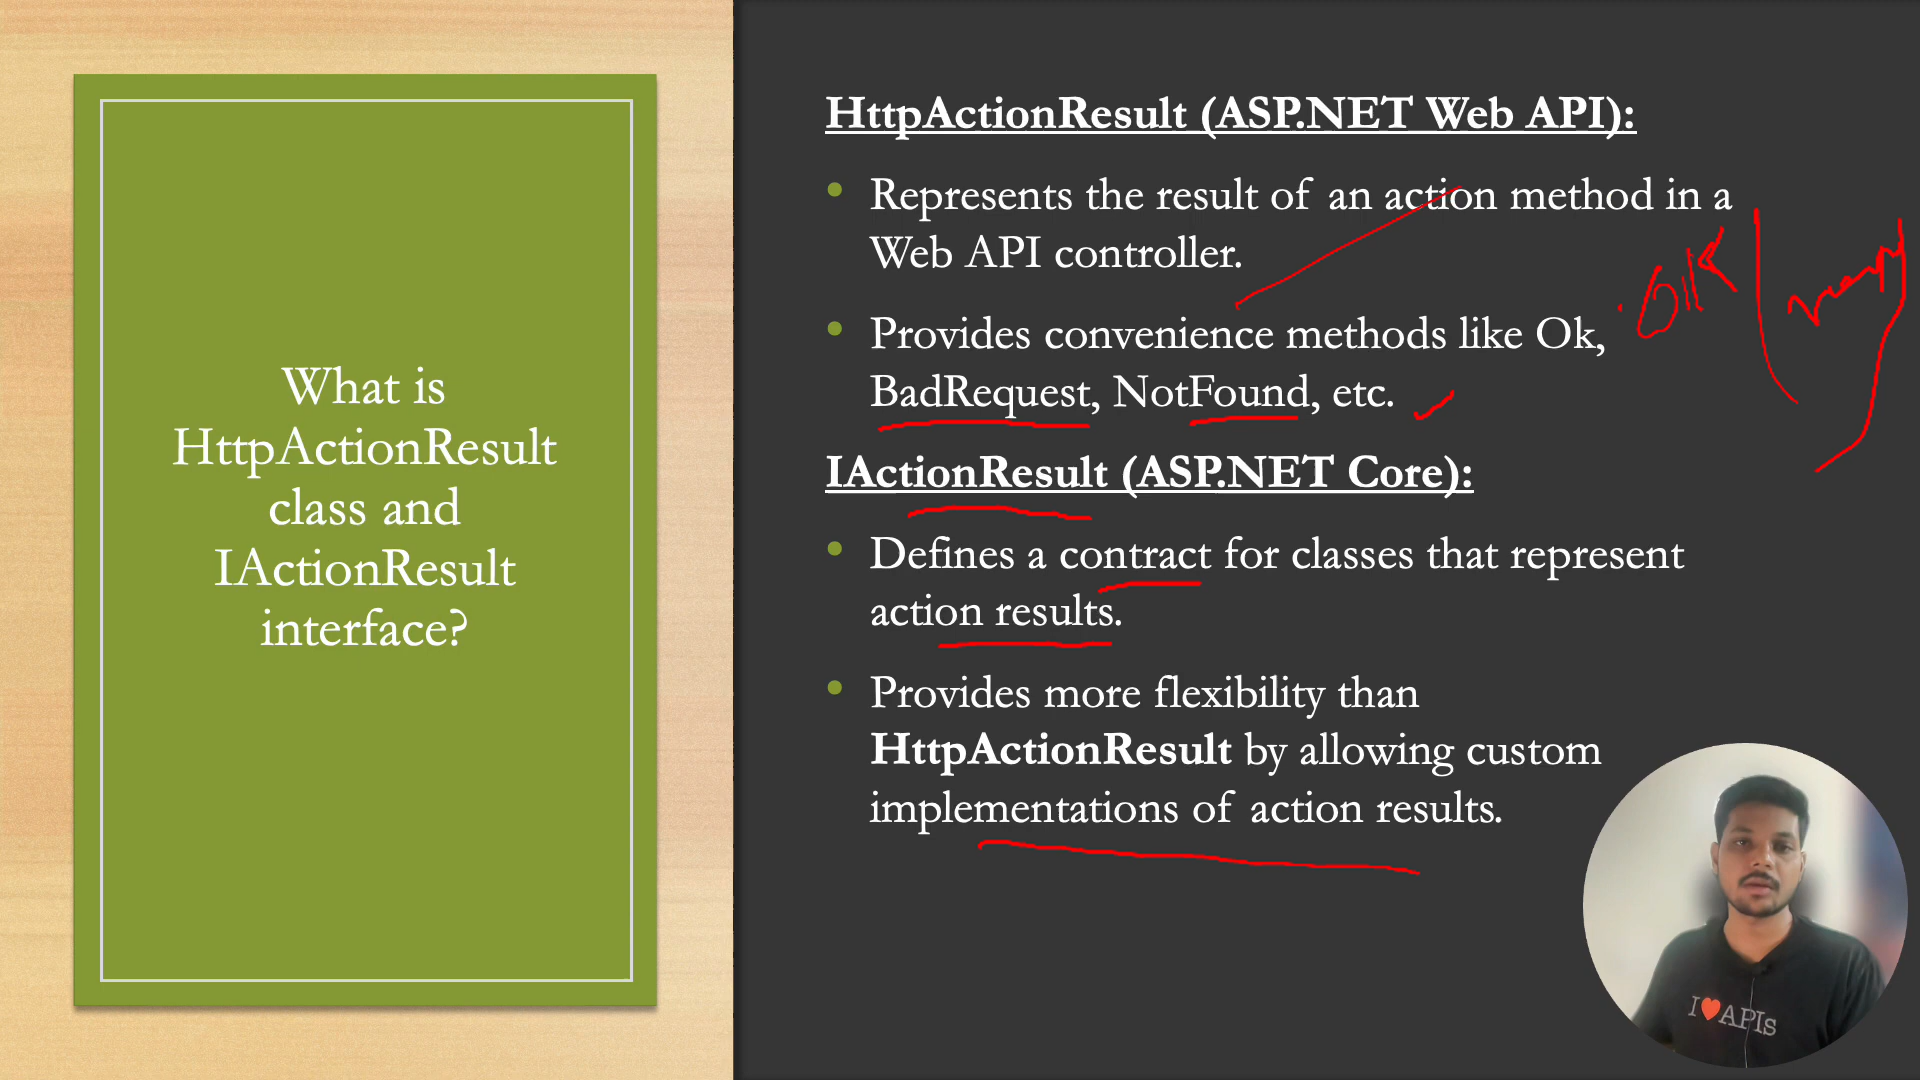 What is
HttpActionResult
class and
IActionResult
interface?
HttpActionResult (ASP.NET Web API):
Represents the result of an action method in a
Web API controller.
Provides convenience methods like Ok,
BadRequest, NotFound, etc.
.OK
IActionResult (ASP.NET Core):
Defines a contract for classes that represent
action results.
Provides more flexibility than
HttpActionResult by allowing custom
implementations of action results.
I❤APIs